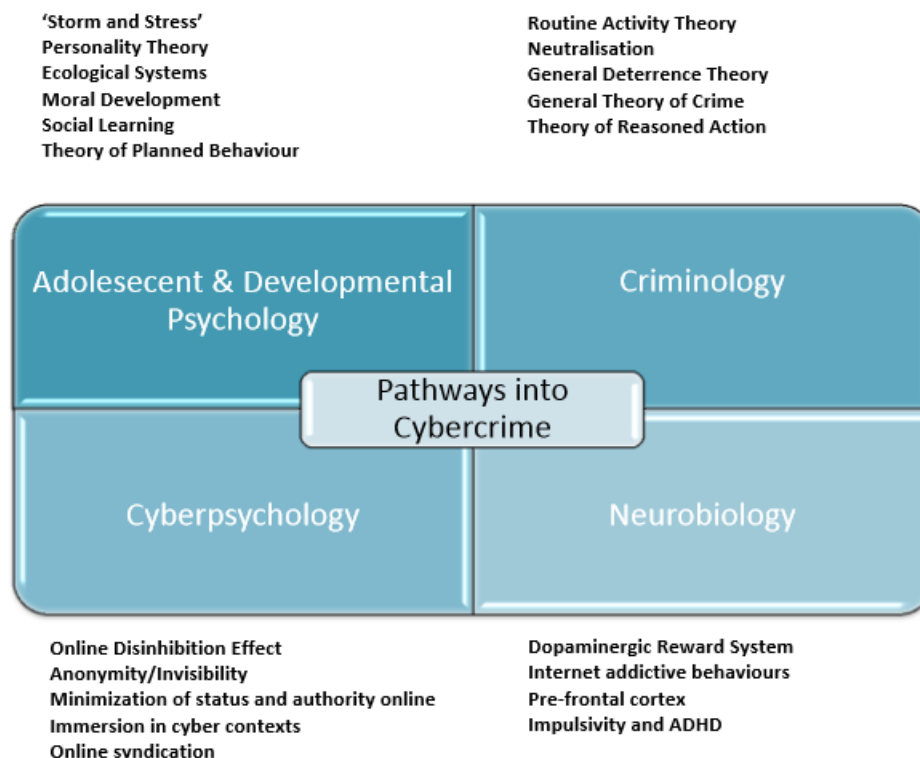 ‘Storm and Stress’
Personality Theory
Ecological Systems
Moral Development
Social Learning
Theory of Planned Behaviour
Routine Activity Theory
Neutralisation
General Deterrence Theory
General Theory of Crime
Theory of Reasoned Action
Adolesecent & Developmental
Psychology
Criminology
Pathways into
Cybercrime
Cyberpsychology
Neurobiology
Online Disinhibition Effect
Anonymity/Invisibility
Minimization of status and authority online
Immersion in cyber contexts
Online syndication
Dopaminergic Reward System
Internet addictive behaviours
Pre-frontal cortex
Impulsivity and ADHD